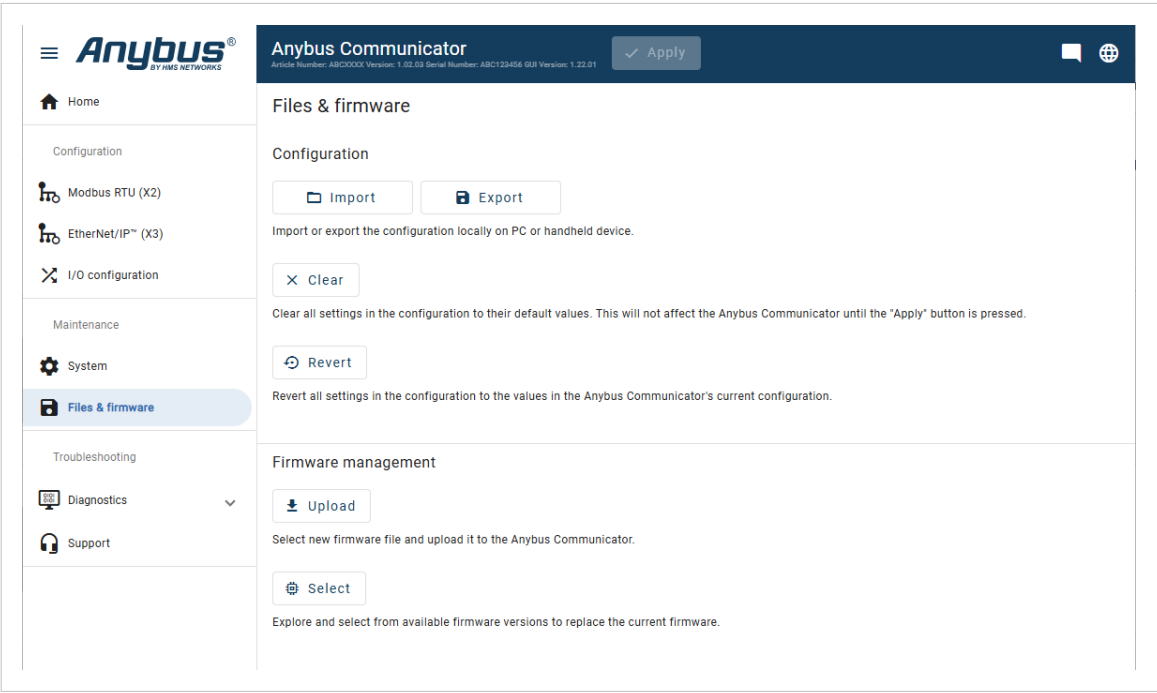 Anybus®
BY HMS NETWORKS
Anybus Communicator
Article Number: ABCXXXX Version: 1.02.03 Serial Number: ABC123456 GUI Version: 1.22.01
Apply
Home
Configuration
Modbus RTU (X2)
EtherNet/IP™ (X3)
I/O configuration
Maintenance
System
Files & firmware
Troubleshooting
Diagnostics
Support
Files & firmware
Configuration
Import Export
Import or export the configuration locally on PC or handheld device.
Clear
Clear all settings in the configuration to their default values. This will not affect the Anybus Communicator until the "Apply" button is pressed.
Revert
Revert all settings in the configuration to the values in the Anybus Communicator's current configuration.
Firmware management
Upload
Select new firmware file and upload it to the Anybus Communicator.
Select
Explore and select from available firmware versions to replace the current firmware.